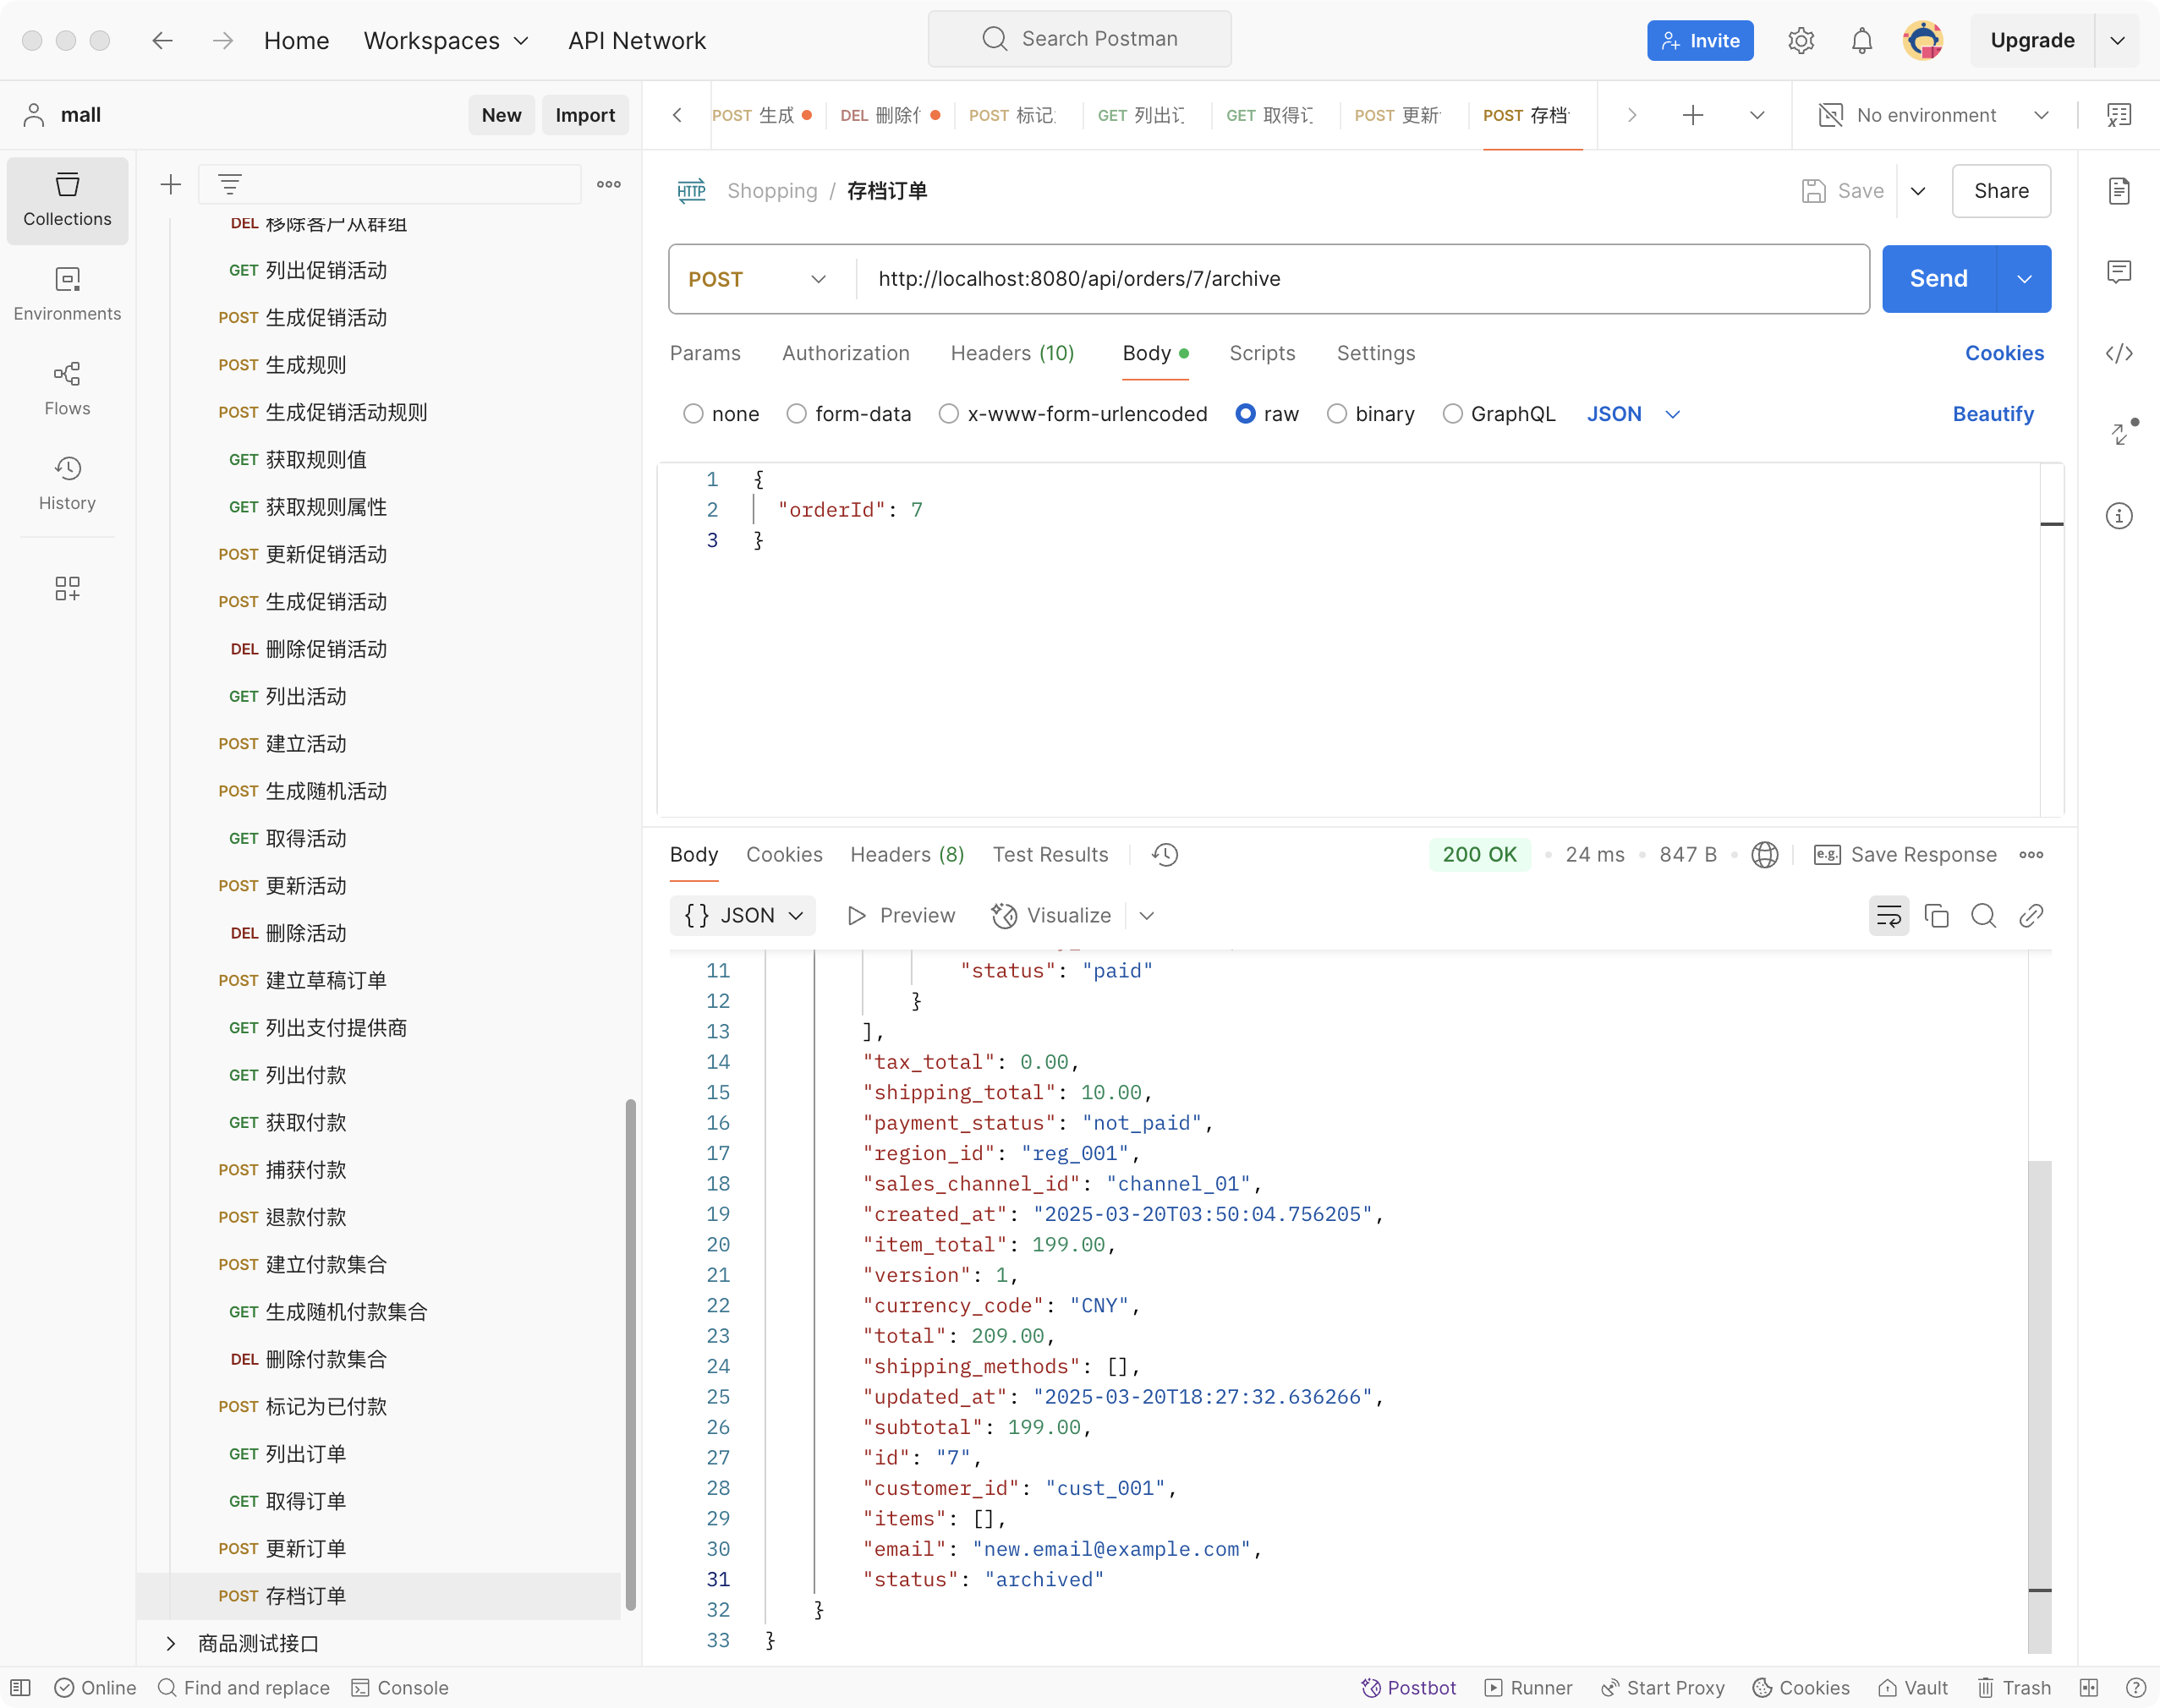 Home Workspaces API Network Search Postman Invite Upgrade
mall New Import
POST 生成 DEL 删除 POST 标记 GET 列出 GET 取得 POST 更新 POST 存档 No environment
Collections
Environments
Flows
History
DEL 移除客户从群组
GET 列出促销活动
POST 生成促销活动
POST 生成规则
POST 生成促销活动规则
GET 获取规则值
GET 获取规则属性
POST 更新促销活动
POST 生成促销活动
DEL 删除促销活动
GET 列出活动
POST 建立活动
POST 生成随机活动
GET 取得活动
POST 更新活动
DEL 删除活动
POST 建立草稿订单
GET 列出支付提供商
GET 列出付款
GET 获取付款
POST 捕获付款
POST 退款付款
POST 建立付款集合
GET 生成随机付款集合
DEL 删除付款集合
POST 标记为已付款
GET 列出订单
GET 取得订单
POST 更新订单
POST 存档订单
商品测试接口
HTTP Shopping / 存档订单 Save Share
POST http://localhost:8080/api/orders/7/archive Send
Params Authorization Headers (10) Body Scripts Settings Cookies
none form-data x-www-form-urlencoded raw binary GraphQL JSON Beautify
1 {
2 "orderId": 7
3 }
Body Cookies Headers (8) Test Results 200 OK 24 ms 847 B e.g. Save Response
{} JSON Preview Visualize
11 "status": "paid"
12 }
13 ],
14 "tax_total": 0.00,
15 "shipping_total": 10.00,
16 "payment_status": "not_paid",
17 "region_id": "reg_001",
18 "sales_channel_id": "channel_01",
19 "created_at": "2025-03-20T03:50:04.756205",
20 "item_total": 199.00,
21 "version": 1,
22 "currency_code": "CNY",
23 "total": 209.00,
24 "shipping_methods": [],
25 "updated_at": "2025-03-20T18:27:32.636266",
26 "subtotal": 199.00,
27 "id": "7",
28 "customer_id": "cust_001",
29 "items": [],
30 "email": "new.email@example.com",
31 "status": "archived"
32 }
33 }
Online Find and replace Console Postbot Runner Start Proxy Cookies Vault Trash